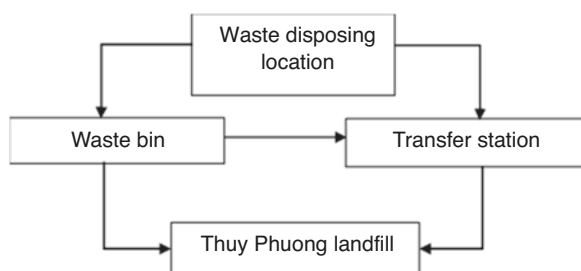 Waste disposing
location
Waste bin
Transfer station
Thuy Phuong landfill